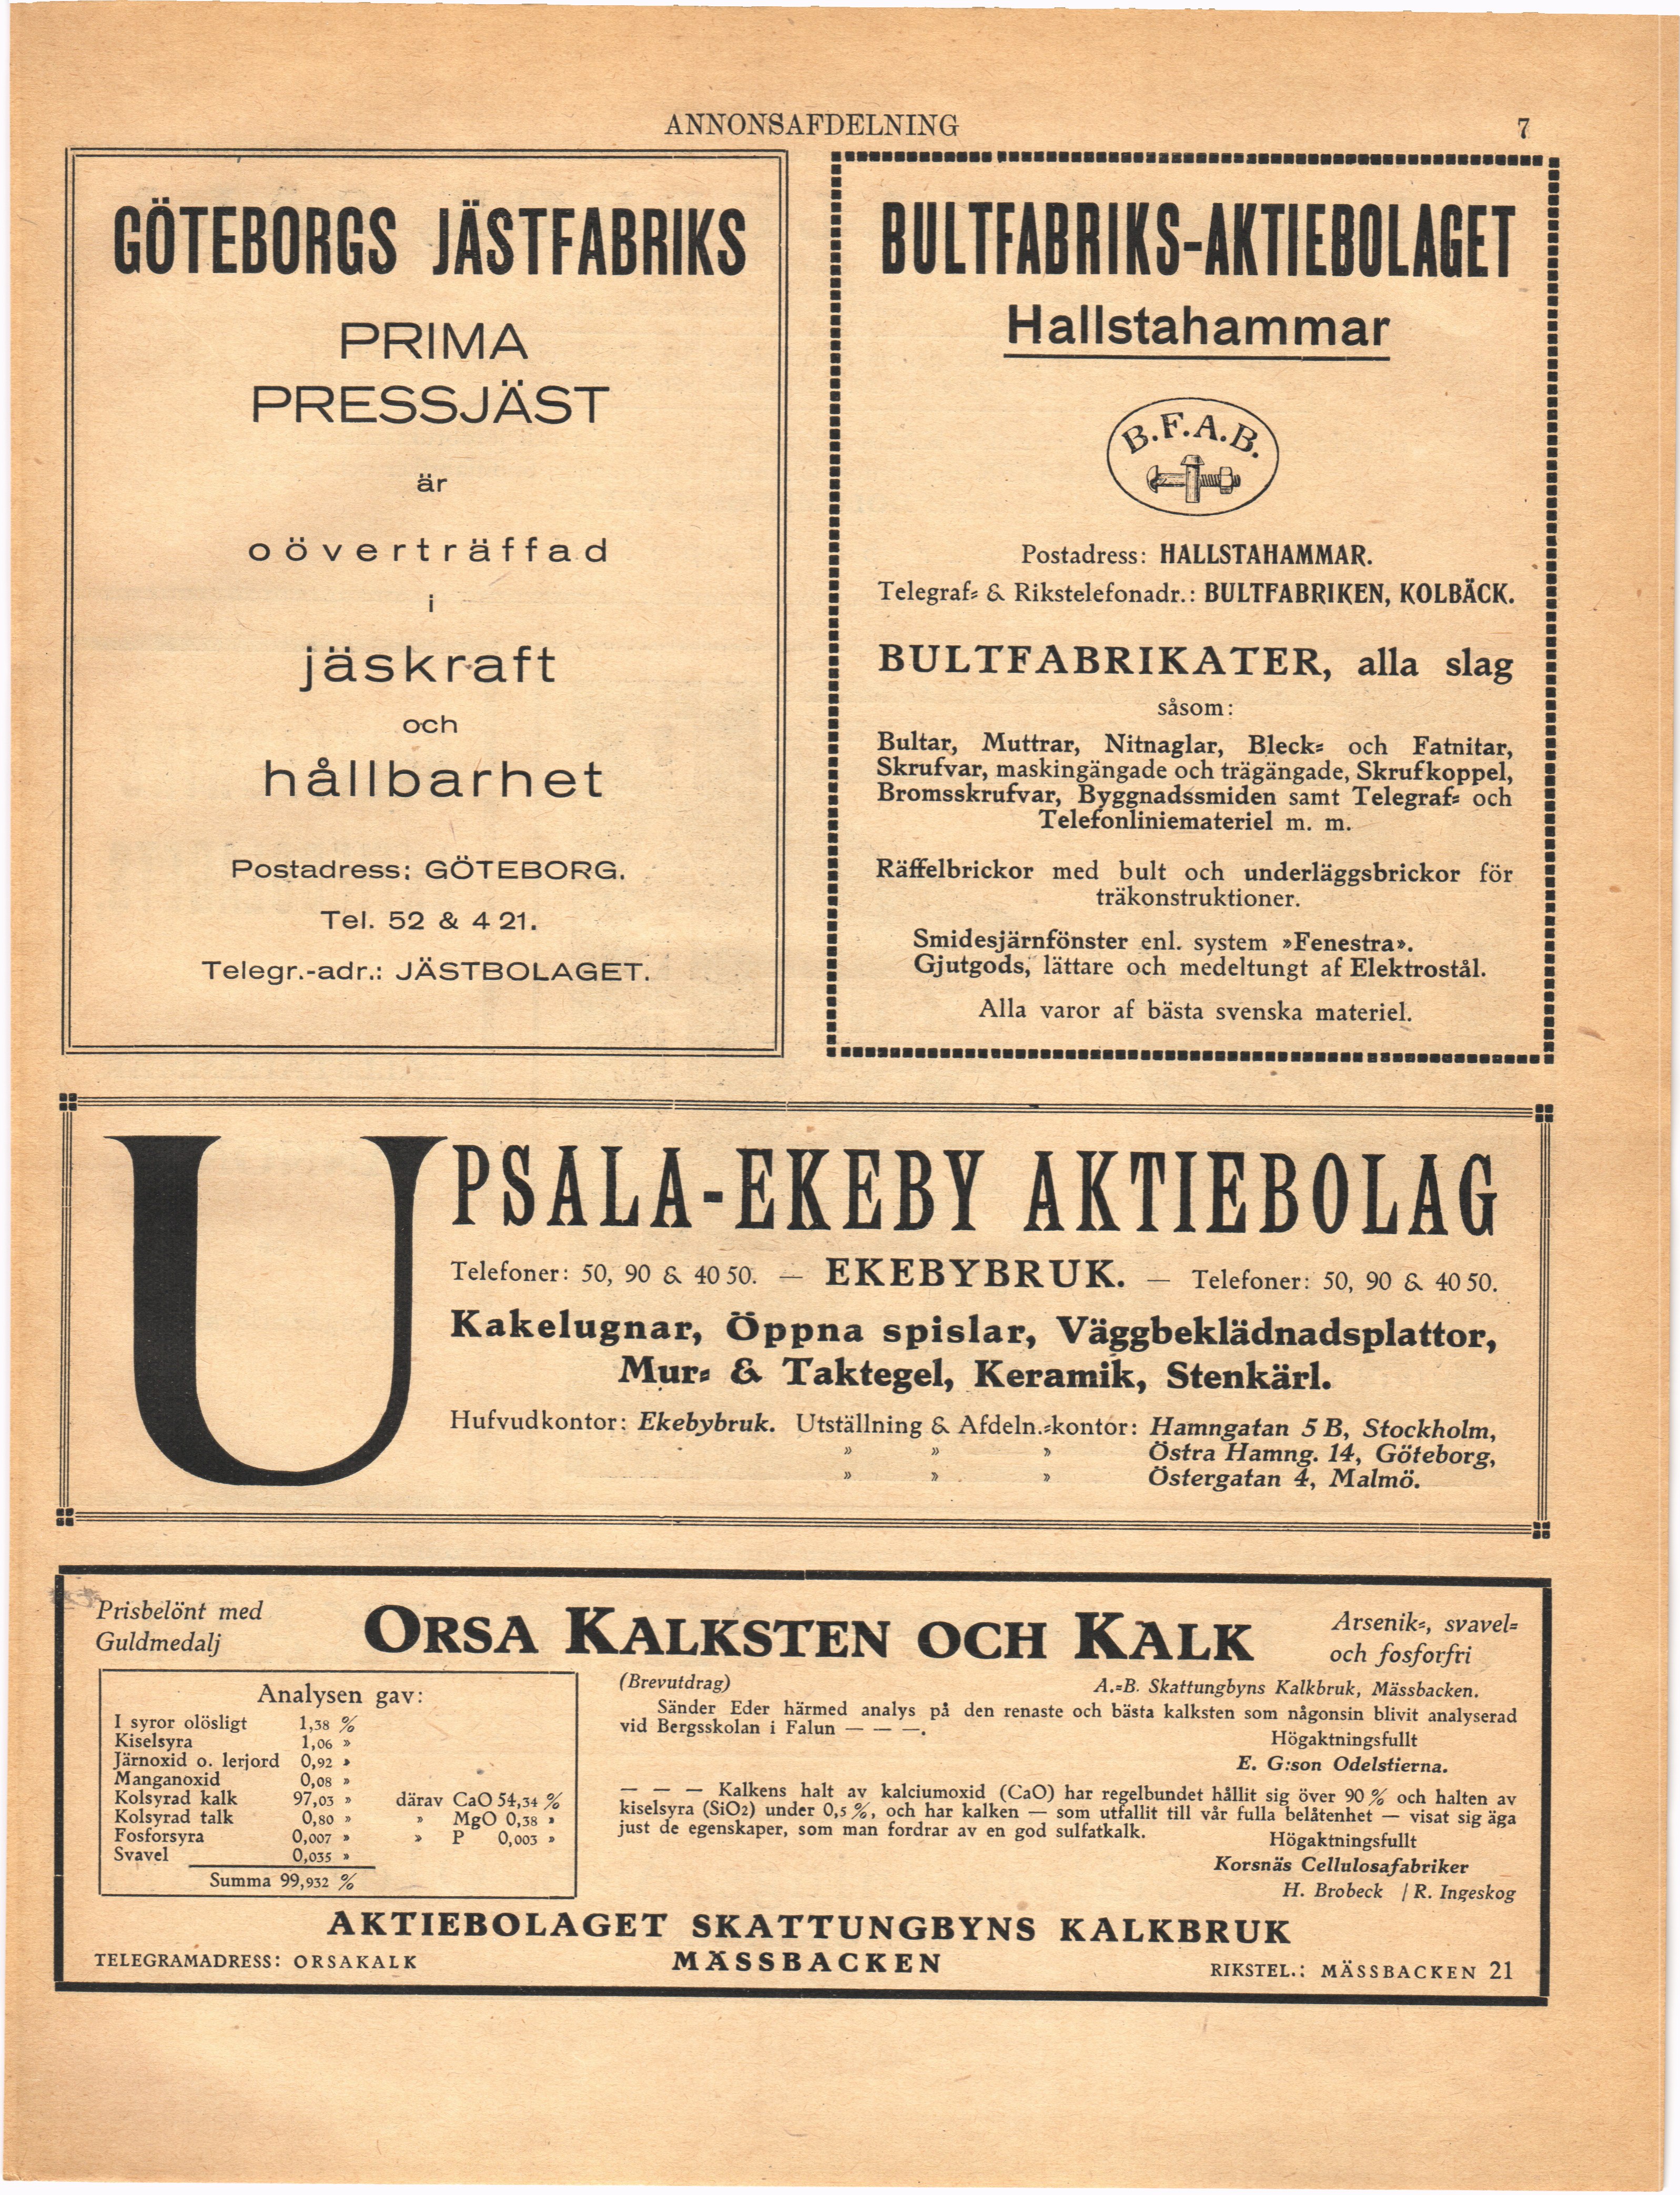 ANNONSAFDELNING
7
GÖTEBORGS JÄSTFABRIKS
PRIMA
PRESSJÄST
är
oöverträffad
i
jäskraft
och
hållbarhet
Postadress: GÖTEBORG.
Tel. 52 & 4 21.
Telegr.-adr.: JÄSTBOLAGET.
BULTFABRIKS-AKTIEBOLAGET
Hallstahammar
B.F.A.B.
Postadress: HALLSTAHAMMAR.
Telegraf- & Rikstelefonadr.: BULTFABRIKEN, KOLBÄCK.
BULTFABRIKATER, alla slag
såsom:
Bultar, Muttrar, Nitnaglar, Bleck- och Fatnitar,
Skrufvar, maskingängade och trägängade, Skrufkoppel,
Bromsskrufvar, Byggnadssmiden samt Telegraf- och
Telefonliniemateriel m. m.
Räffelbrickor med bult och underläggsbrickor för
träkonstruktioner.
Smidesjärnfönster enl. system »Fenestra».
Gjutgods, lättare och medeltungt af Elektrostål.
Alla varor af bästa svenska materiel.
UPSALA-EKEBY AKTIEBOLAG
Telefoner: 50, 90 & 40 50. — EKEBYBRUK. — Telefoner: 50, 90 & 40 50.
Kakelugnar, Öppna spislar, Väggbeklädnadsplattor,
Mur- & Taktegel, Keramik, Stenkärl.
Hufvudkontor: Ekebybruk. Utställning & Afdeln.-kontor: Hamngatan 5 B, Stockholm,
» » » Östra Hamng. 14, Göteborg,
» » » Östergatan 4, Malmö.
Prisbelönt med
Guldmedalj
ORSA KALKSTEN OCH KALK
Arsenik-, svavel-
och fosforfri
Analysen gav:
I syror olösligt 1,38 %
Kiselsyra 1,06 »
Järnoxid o. lerjord 0,92 »
Manganoxid 0,08 »
Kolsyrad kalk 97,03 » därav CaO 54,34 %
Kolsyrad talk 0,80 » » MgO 0,38 »
Fosforsyra 0,007 » » P 0,003 »
Svavel 0,035 »
Summa 99,932 %
(Brevutdrag) A.-B. Skattungbyns Kalkbruk, Mässbacken.
Sänder Eder härmed analys på den renaste och bästa kalksten som någonsin blivit analyserad
vid Bergsskolan i Falun — — —.
Högaktningsfullt
E. G:son Odelstierna.
— — — Kalkens halt av kalciumoxid (CaO) har regelbundet hållit sig över 90 % och halten av
kiselsyra (SiO2) under 0,5 %, och har kalken — som utfallit till vår fulla belåtenhet — visat sig äga
just de egenskaper, som man fordrar av en god sulfatkalk.
Högaktningsfullt
Korsnäs Cellulosafabriker
H. Brobeck / R. Ingeskog
AKTIEBOLAGET SKATTUNGBYNS KALKBRUK
TELEGRAMADRESS: ORSAKALK MÄSSBACKEN RIKSTEL.: MÄSSBACKEN 21